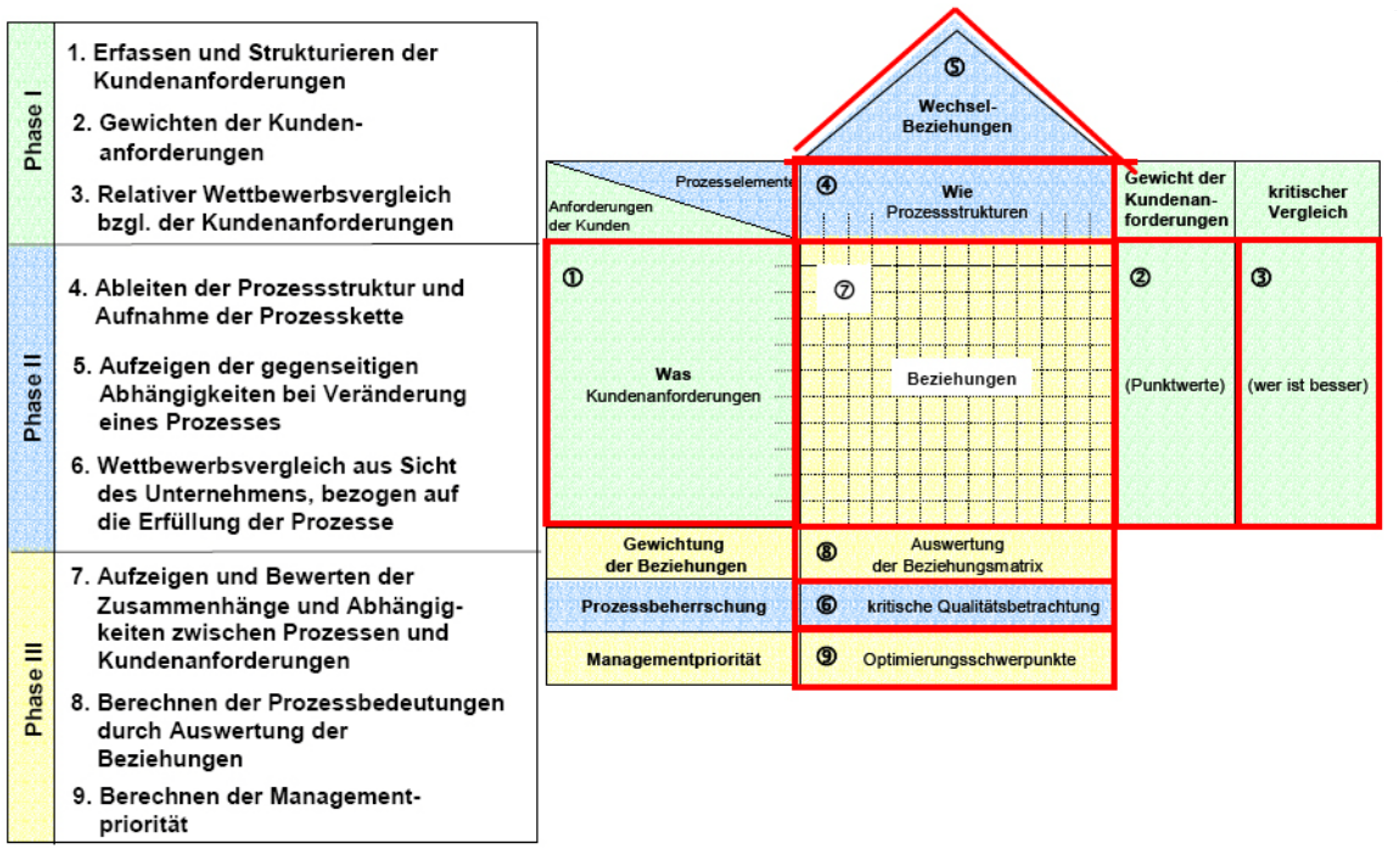 Phase I
1. Erfassen und Strukturieren der
Kundenanforderungen
2. Gewichten der Kunden-
anforderungen
3. Relativer Wettbewerbsvergleich
bzgl. der Kundenanforderungen
Phase II
4. Ableiten der Prozessstruktur und
Aufnahme der Prozesskette
5. Aufzeigen der gegenseitigen
Abhängigkeiten bei Veränderung
eines Prozesses
6. Wettbewerbsvergleich aus Sicht
des Unternehmens, bezogen auf
die Erfüllung der Prozesse
Phase III
7. Aufzeigen und Bewerten der
Zusammenhänge und Abhängig-
keiten zwischen Prozessen und
Kundenanforderungen
8. Berechnen der Prozessbedeutungen
durch Auswertung der
Beziehungen
9. Berechnen der Management-
priorität
⑤
Wechsel-
Beziehungen
Prozesselemente
Anforderungen
der Kunden
④
Wie
Prozessstrukturen
Gewicht der
Kundenan-
forderungen
kritischer
Vergleich
①
Was
Kundenanforderungen
⑦
Beziehungen
②
(Punktwerte)
③
(wer ist besser)
Gewichtung
der Beziehungen
⑧
Auswertung
der Beziehungsmatrix
Prozessbeherrschung
⑥
kritische Qualitätsbetrachtung
Managementpriorität
⑨
Optimierungsschwerpunkte